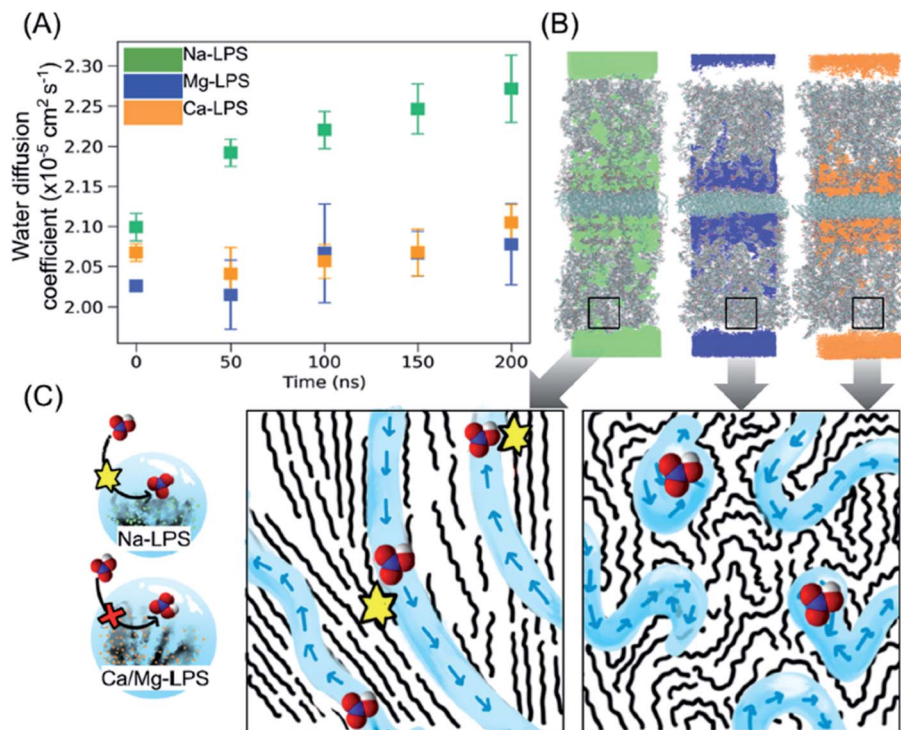 (A)
(B)
Na-LPS
Mg-LPS
Ca-LPS
Water diffusion
coefficient (x10⁻⁵ cm² s⁻¹)
2.30
2.25
2.20
2.15
2.10
2.05
2.00
0 50 100 150 200
Time (ns)
(C)
Na-LPS
Ca/Mg-LPS